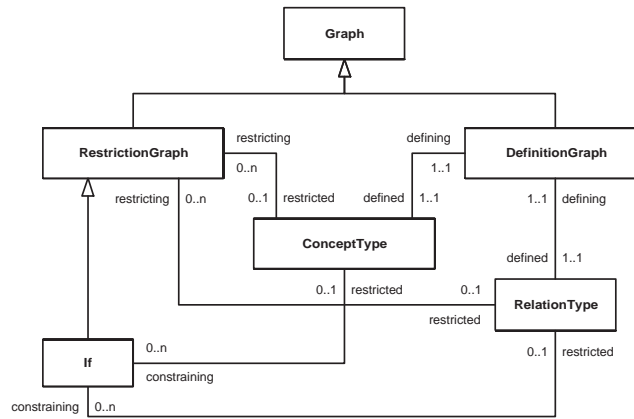 Graph
RestrictionGraph
restricting
0..n
defining
1..1
DefinitionGraph
restricting
0..n
0..1
restricted
defined
1..1
1..1
defining
ConceptType
defined
1..1
0..1
restricted
0..1
restricted
RelationType
If
0..n
constraining
0..1
restricted
constraining
0..n